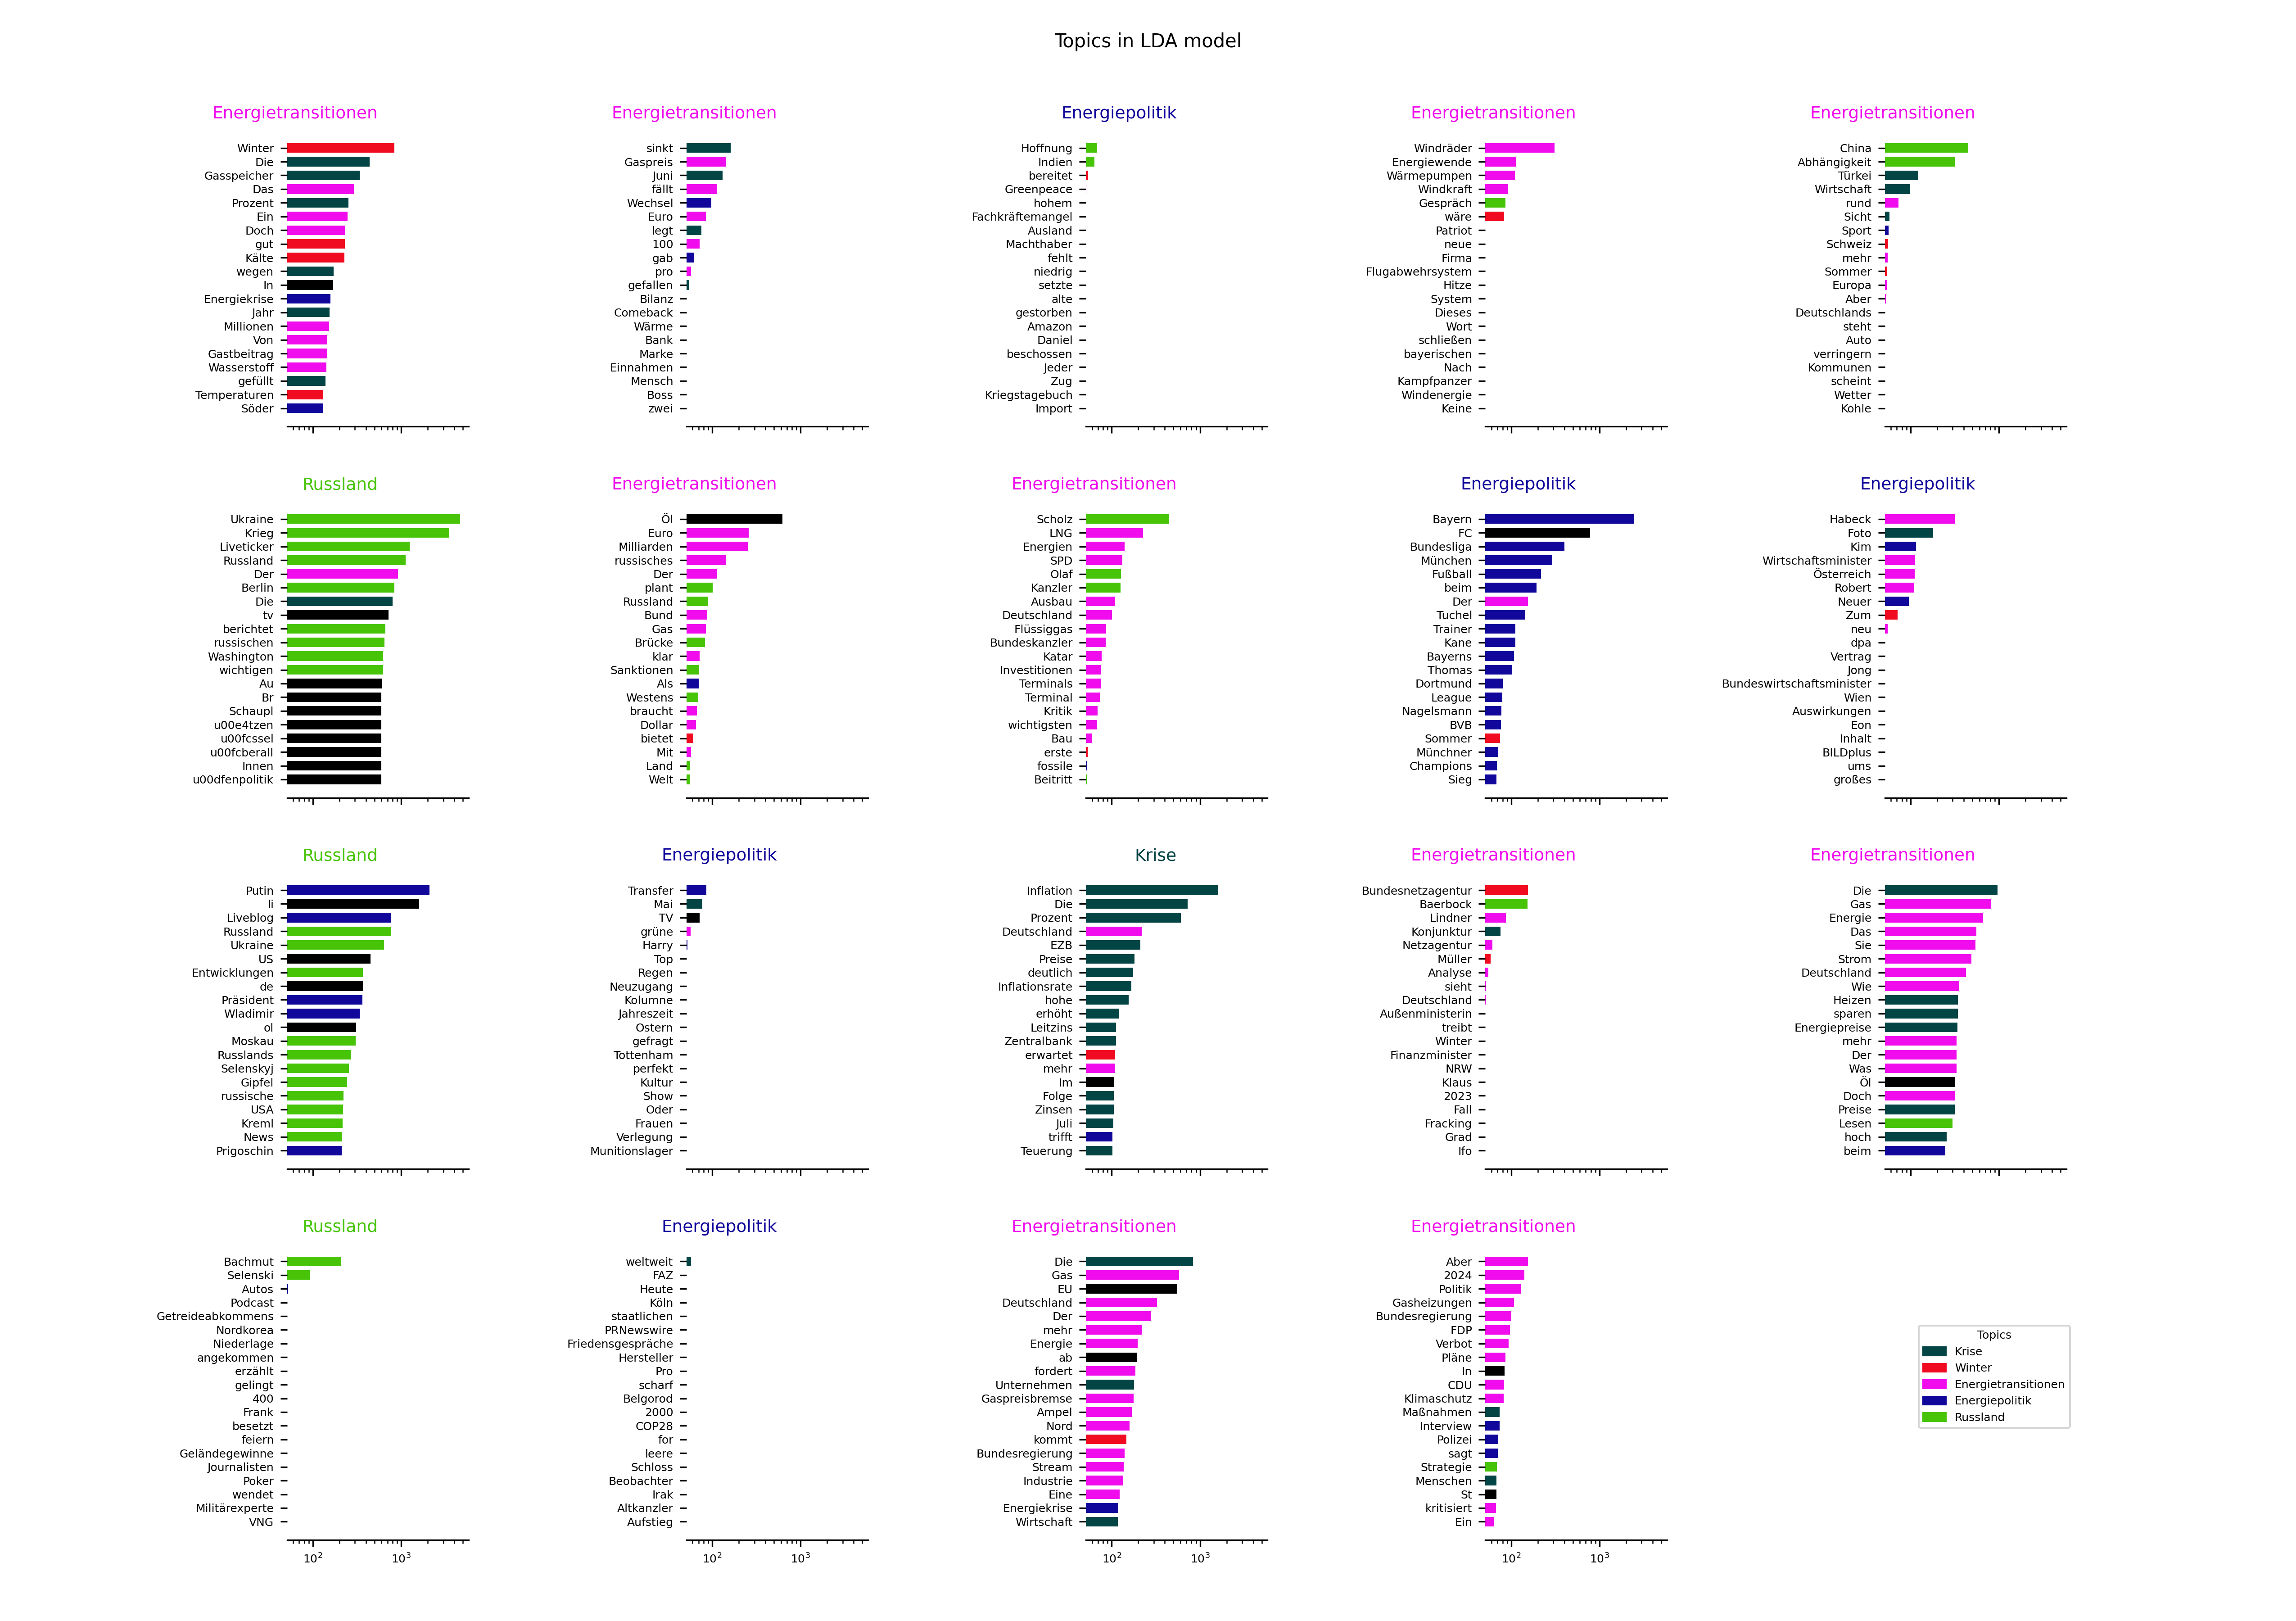 Topics in LDA model
Energietransitionen
Winter
Die
Gasspeicher
Das
Prozent
Ein
Doch
gut
Kälte
wegen
In
Energiekrise
Jahr
Millionen
Von
Gastbeitrag
Wasserstoff
gefüllt
Temperaturen
Söder
Energietransitionen
sinkt
Gaspreis
Juni
fällt
Wechsel
Euro
legt
100
gab
pro
gefallen
Bilanz
Comeback
Wärme
Bank
Marke
Einnahmen
Mensch
Boss
zwei
Energiepolitik
Hoffnung
Indien
bereitet
Greenpeace
hohem
Fachkräftemangel
Ausland
Machthaber
fehlt
niedrig
setzte
alte
gestorben
Amazon
Daniel
beschossen
Jeder
Zug
Kriegstagebuch
Import
Energietransitionen
Windräder
Energiewende
Wärmepumpen
Windkraft
Gespräch
wäre
Patriot
neue
Firma
Flugabwehrsystem
Hitze
System
Dieses
Wort
schließen
bayerischen
Nach
Kampfpanzer
Windenergie
Keine
Energietransitionen
China
Abhängigkeit
Türkei
Wirtschaft
rund
Sicht
Sport
Schweiz
mehr
Sommer
Europa
Aber
Deutschlands
steht
Auto
verringern
Kommunen
scheint
Wetter
Kohle
Russland
Ukraine
Krieg
Liveticker
Russland
Der
Berlin
Die
tv
berichtet
russischen
Washington
wichtigen
Au
Br
Schaupl
u00e4tzen
u00fcssel
u00fcberall
Innen
u00dfenpolitik
Energietransitionen
Öl
Euro
Milliarden
russisches
Der
plant
Russland
Bund
Gas
Brücke
klar
Sanktionen
Als
Westens
braucht
Dollar
bietet
Mit
Land
Welt
Energietransitionen
Scholz
LNG
Energien
SPD
Olaf
Kanzler
Ausbau
Deutschland
Flüssiggas
Bundeskanzler
Katar
Investitionen
Terminals
Terminal
Kritik
wichtigsten
Bau
erste
fossile
Beitritt
Energiepolitik
Bayern
FC
Bundesliga
München
Fußball
beim
Der
Tuchel
Trainer
Kane
Bayerns
Thomas
Dortmund
League
Nagelsmann
BVB
Sommer
Münchner
Champions
Sieg
Energiepolitik
Habeck
Foto
Kim
Wirtschaftsminister
Österreich
Robert
Neuer
Zum
neu
dpa
Vertrag
Jong
Bundeswirtschaftsminister
Wien
Auswirkungen
Eon
Inhalt
BILDplus
ums
großes
Russland
Putin
li
Liveblog
Russland
Ukraine
US
Entwicklungen
de
Präsident
Wladimir
ol
Moskau
Russlands
Selenskyj
Gipfel
russische
USA
Kreml
News
Prigoschin
Energiepolitik
Transfer
Mai
TV
grüne
Harry
Top
Regen
Neuzugang
Kolumne
Jahreszeit
Ostern
gefragt
Tottenham
perfekt
Kultur
Show
Oder
Frauen
Verlegung
Munitionslager
Krise
Inflation
Die
Prozent
Deutschland
EZB
Preise
deutlich
Inflationsrate
hohe
erhöht
Leitzins
Zentralbank
erwartet
mehr
Im
Folge
Zinsen
Juli
trifft
Teuerung
Energietransitionen
Bundesnetzagentur
Baerbock
Lindner
Konjunktur
Netzagentur
Müller
Analyse
sieht
Deutschland
Außenministerin
treibt
Winter
Finanzminister
NRW
Klaus
2023
Fall
Fracking
Grad
Ifo
Energietransitionen
Die
Gas
Energie
Das
Sie
Strom
Deutschland
Wie
Heizen
sparen
Energiepreise
mehr
Der
Was
Öl
Doch
Preise
Lesen
hoch
beim
Russland
Bachmut
Selenski
Autos
Podcast
Getreideabkommens
Nordkorea
Niederlage
angekommen
erzählt
gelingt
400
Frank
besetzt
feiern
Geländegewinne
Journalisten
Poker
wendet
Militärexperte
VNG
10² 10³
Energiepolitik
weltweit
FAZ
Heute
Köln
staatlichen
PRNewswire
Friedensgespräche
Hersteller
Pro
scharf
Belgorod
2000
COP28
for
leere
Schloss
Beobachter
Irak
Altkanzler
Aufstieg
10² 10³
Energietransitionen
Die
Gas
EU
Deutschland
Der
mehr
Energie
ab
fordert
Unternehmen
Gaspreisbremse
Ampel
Nord
kommt
Bundesregierung
Stream
Industrie
Eine
Energiekrise
Wirtschaft
10² 10³
Energietransitionen
Aber
2024
Politik
Gasheizungen
Bundesregierung
FDP
Verbot
Pläne
In
CDU
Klimaschutz
Maßnahmen
Interview
Polizei
sagt
Strategie
Menschen
St
kritisiert
Ein
10² 10³
Topics
Krise
Winter
Energietransitionen
Energiepolitik
Russland